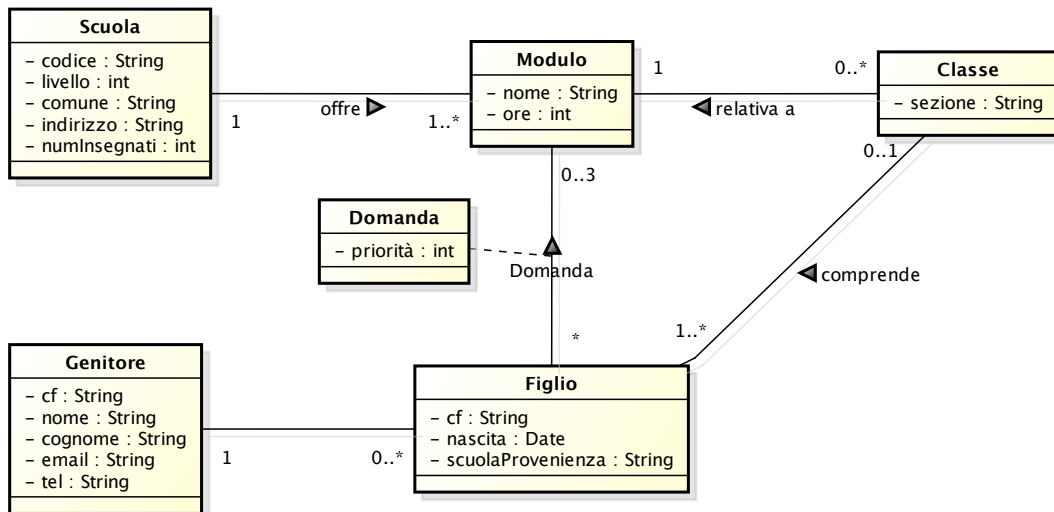 Scuola
– codice : String
– livello : int
– comune : String
– indirizzo : String
– numInsegnati : int
offre
1
1..*
Modulo
– nome : String
– ore : int
1
0..*
relativa a
Classe
– sezione : String
0..1
0..3
Domanda
– priorità : int
Domanda
comprende
*
1..*
Genitore
– cf : String
– nome : String
– cognome : String
– email : String
– tel : String
1
0..*
Figlio
– cf : String
– nascita : Date
– scuolaProvenienza : String